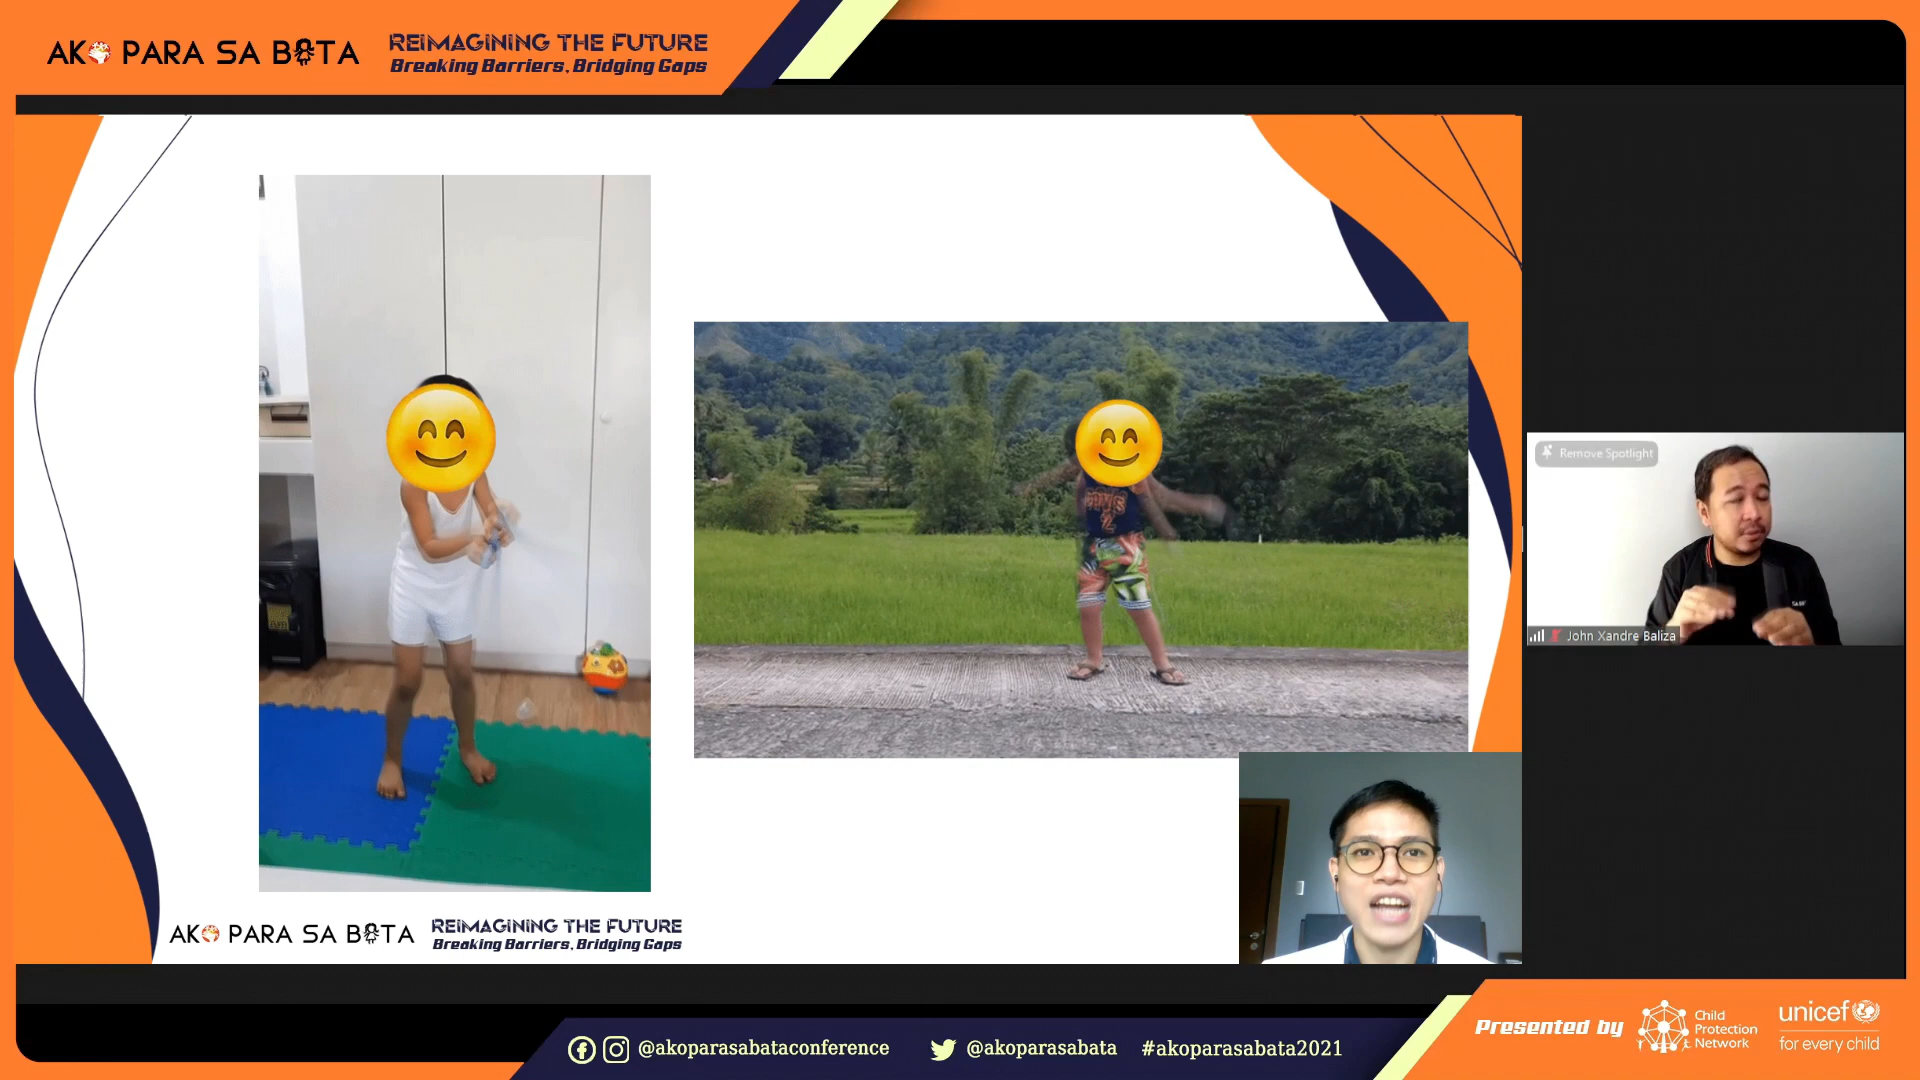 AKO PARA SA BATA
REIMAGINING THE FUTURE
Breaking Barriers, Bridging Gaps
Remove Spotlight
John Xandre Baliza
AKO PARA SA BATA
REIMAGINING THE FUTURE
Breaking Barriers, Bridging Gaps
@akoparasabataconference
@akoparasabata
#akoparasabata2021
Presented by
Child
Protection
Network
unicef
for every child